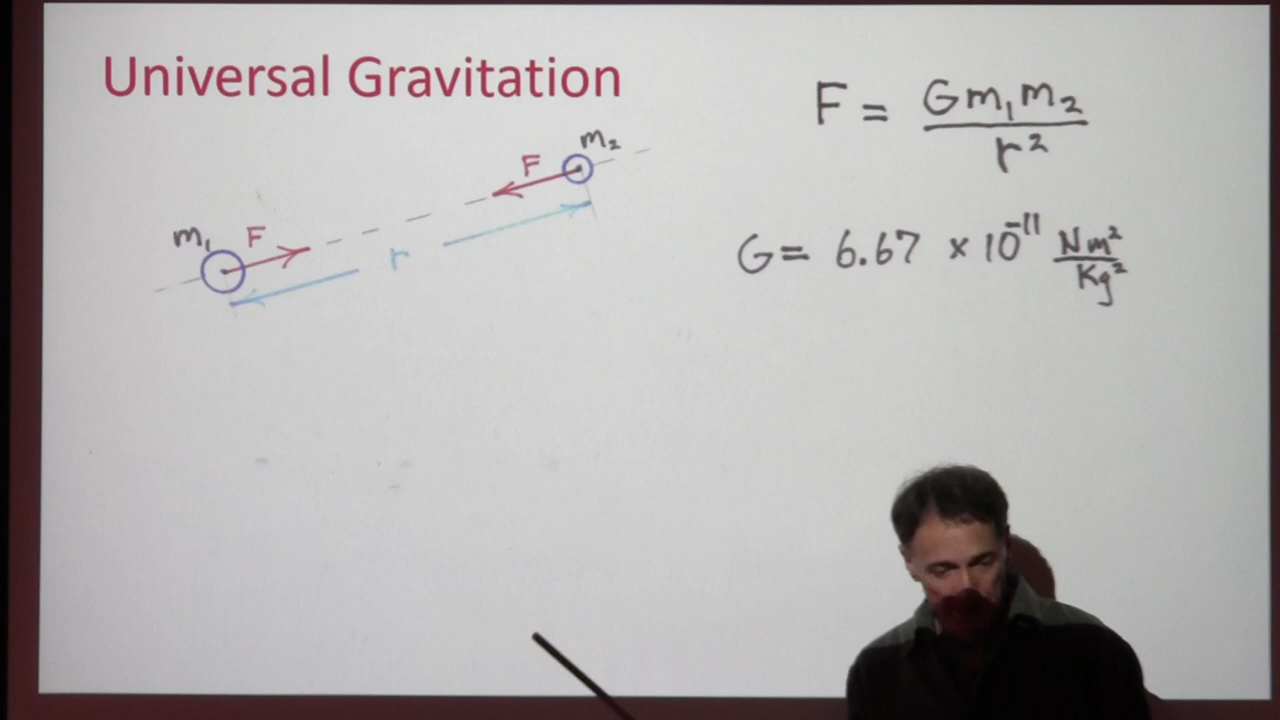 Universal Gravitation
F = Gm₁m₂/r²
m₂
F
m₁
F
r
G = 6.67 × 10⁻¹¹ Nm²/Kg²